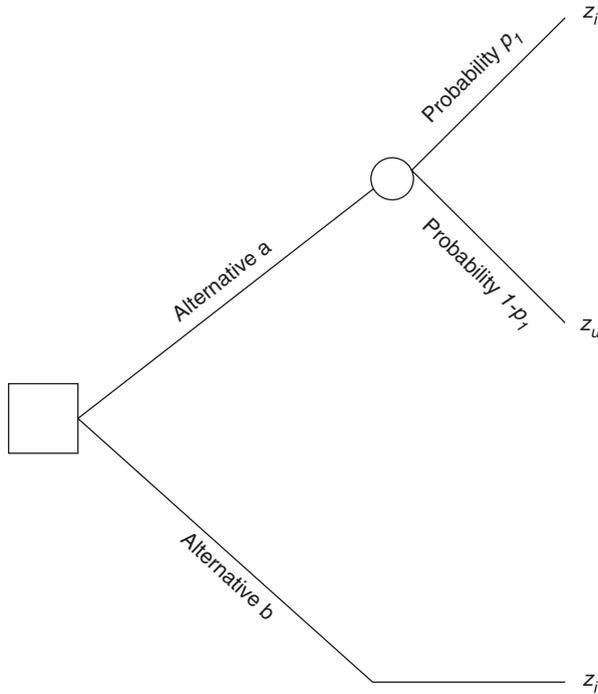 z_i
Probability p_1
Probability 1-p_1
z_u
Alternative a
Alternative b
z_i